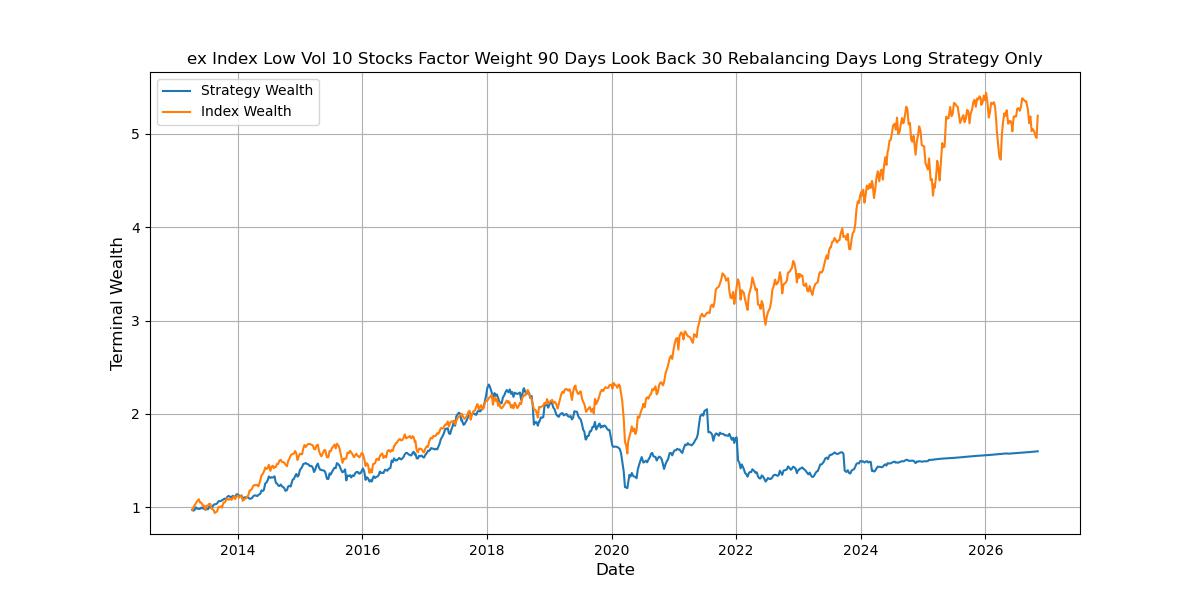 ex Index Low Vol 10 Stocks Factor Weight 90 Days Look Back 30 Rebalancing Days Long Strategy Only
Strategy Wealth
Index Wealth
Terminal Wealth
5
4
3
2
1
2014 2016 2018 2020 2022 2024 2026
Date